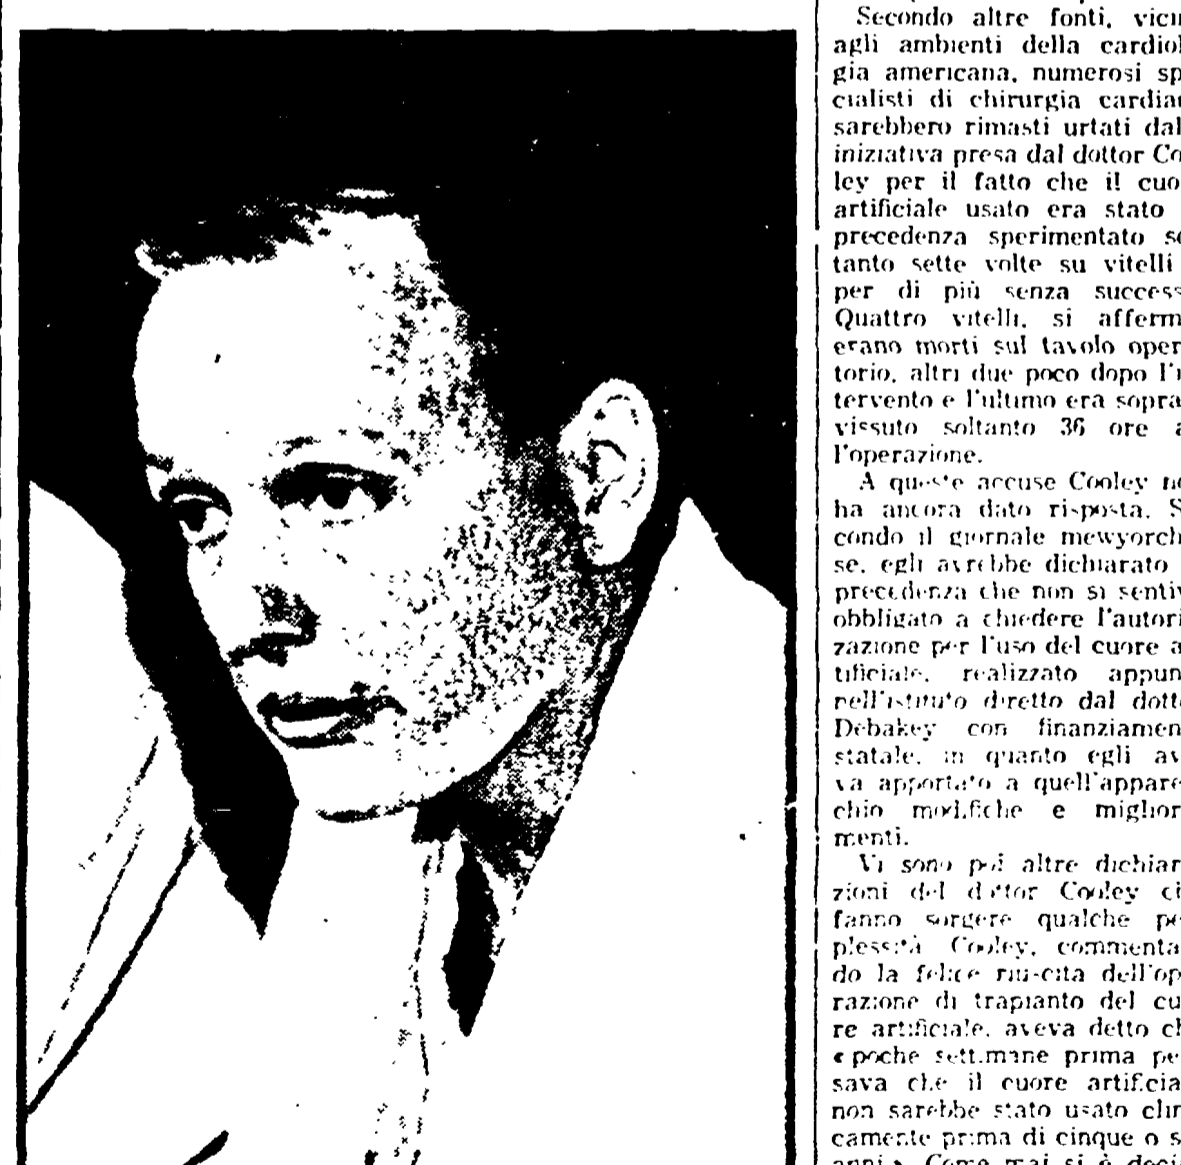 Secondo altre fonti, vici
agli ambienti della cardiol
gia americana, numerosi sp
cialisti di chirurgia cardia
sarebbero rimasti urtati dal
iniziativa presa dal dottor Co
ley per il fatto che il cuo
artificiale usato era stato
precedenza sperimentato so
tanto sette volte su vitelli
per di più senza success
Quattro vitelli, si afferm
erano morti sul tavolo oper
torio, altri due poco dopo l'i
tervento e l'ultimo era sopra
vissuto soltanto 36 ore a
l'operazione.
A queste accuse Cooley no
ha ancora dato risposta. S
condo il giornale mewyorch
se, egli avrebbe dichiarato
precedenza che non si sentiv
obbligato a chiedere l'autori
zazione per l'uso del cuore a
tificiale, realizzato appun
nell'istituto diretto dal dott
Debakey con finanziamen
statale, in quanto egli av
va apportato a quell'appare
chio modifiche e miglior
menti.
Vi sono poi altre dichiar
zioni del dottor Cooley c
fanno sorgere qualche pe
plessità Cooley, commenta
do la felice riuscita dell'op
razione di trapianto del cu
re artificiale, aveva detto ch
« poche settimane prima pe
sava che il cuore artificia
non sarebbe stato usato clin
camente prima di cinque o s
anni ». Come mai si è deci